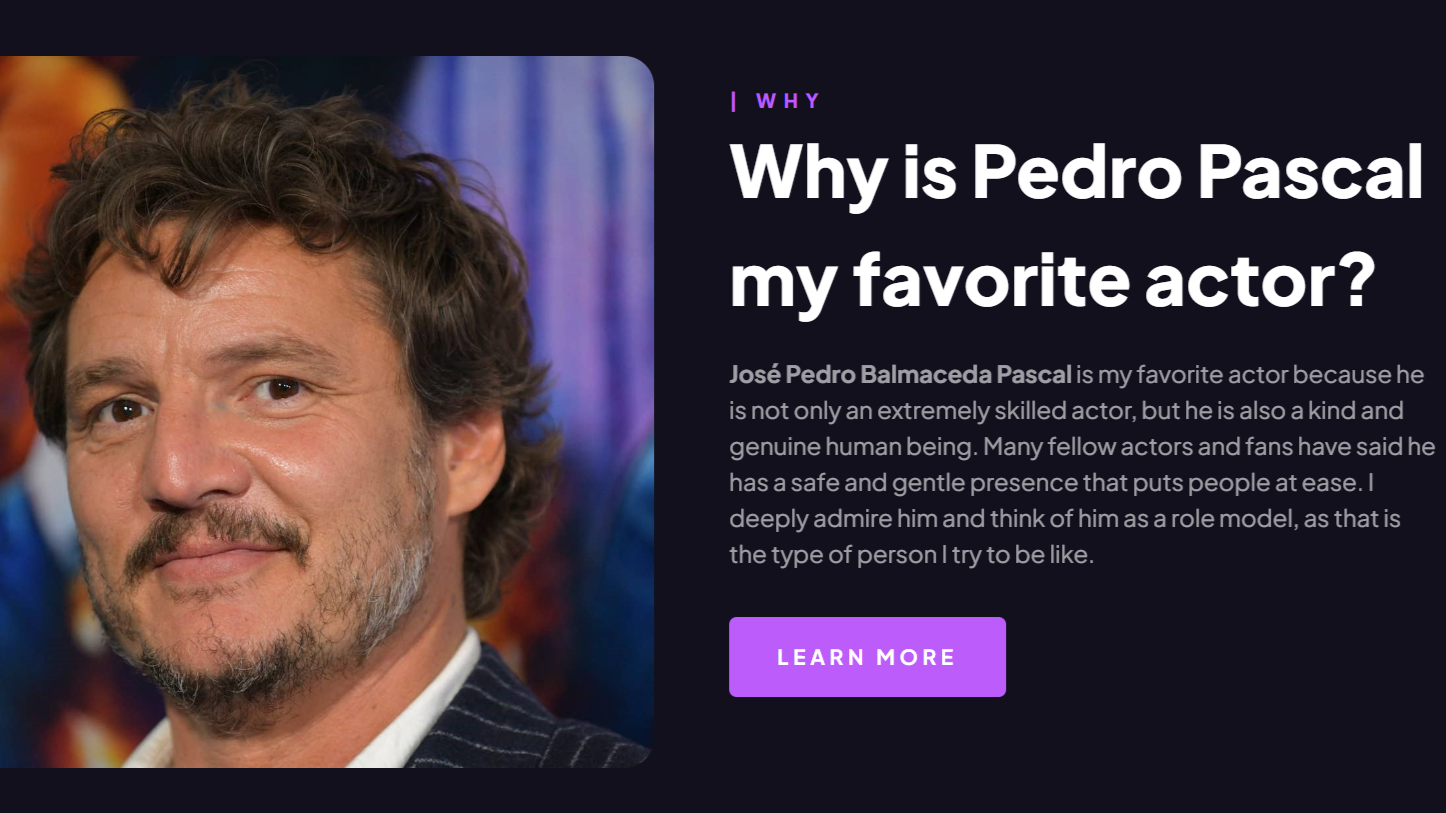 | WHY
Why is Pedro Pascal
my favorite actor?
José Pedro Balmaceda Pascal is my favorite actor because he
is not only an extremely skilled actor, but he is also a kind and
genuine human being. Many fellow actors and fans have said he
has a safe and gentle presence that puts people at ease. I
deeply admire him and think of him as a role model, as that is
the type of person I try to be like.
LEARN MORE